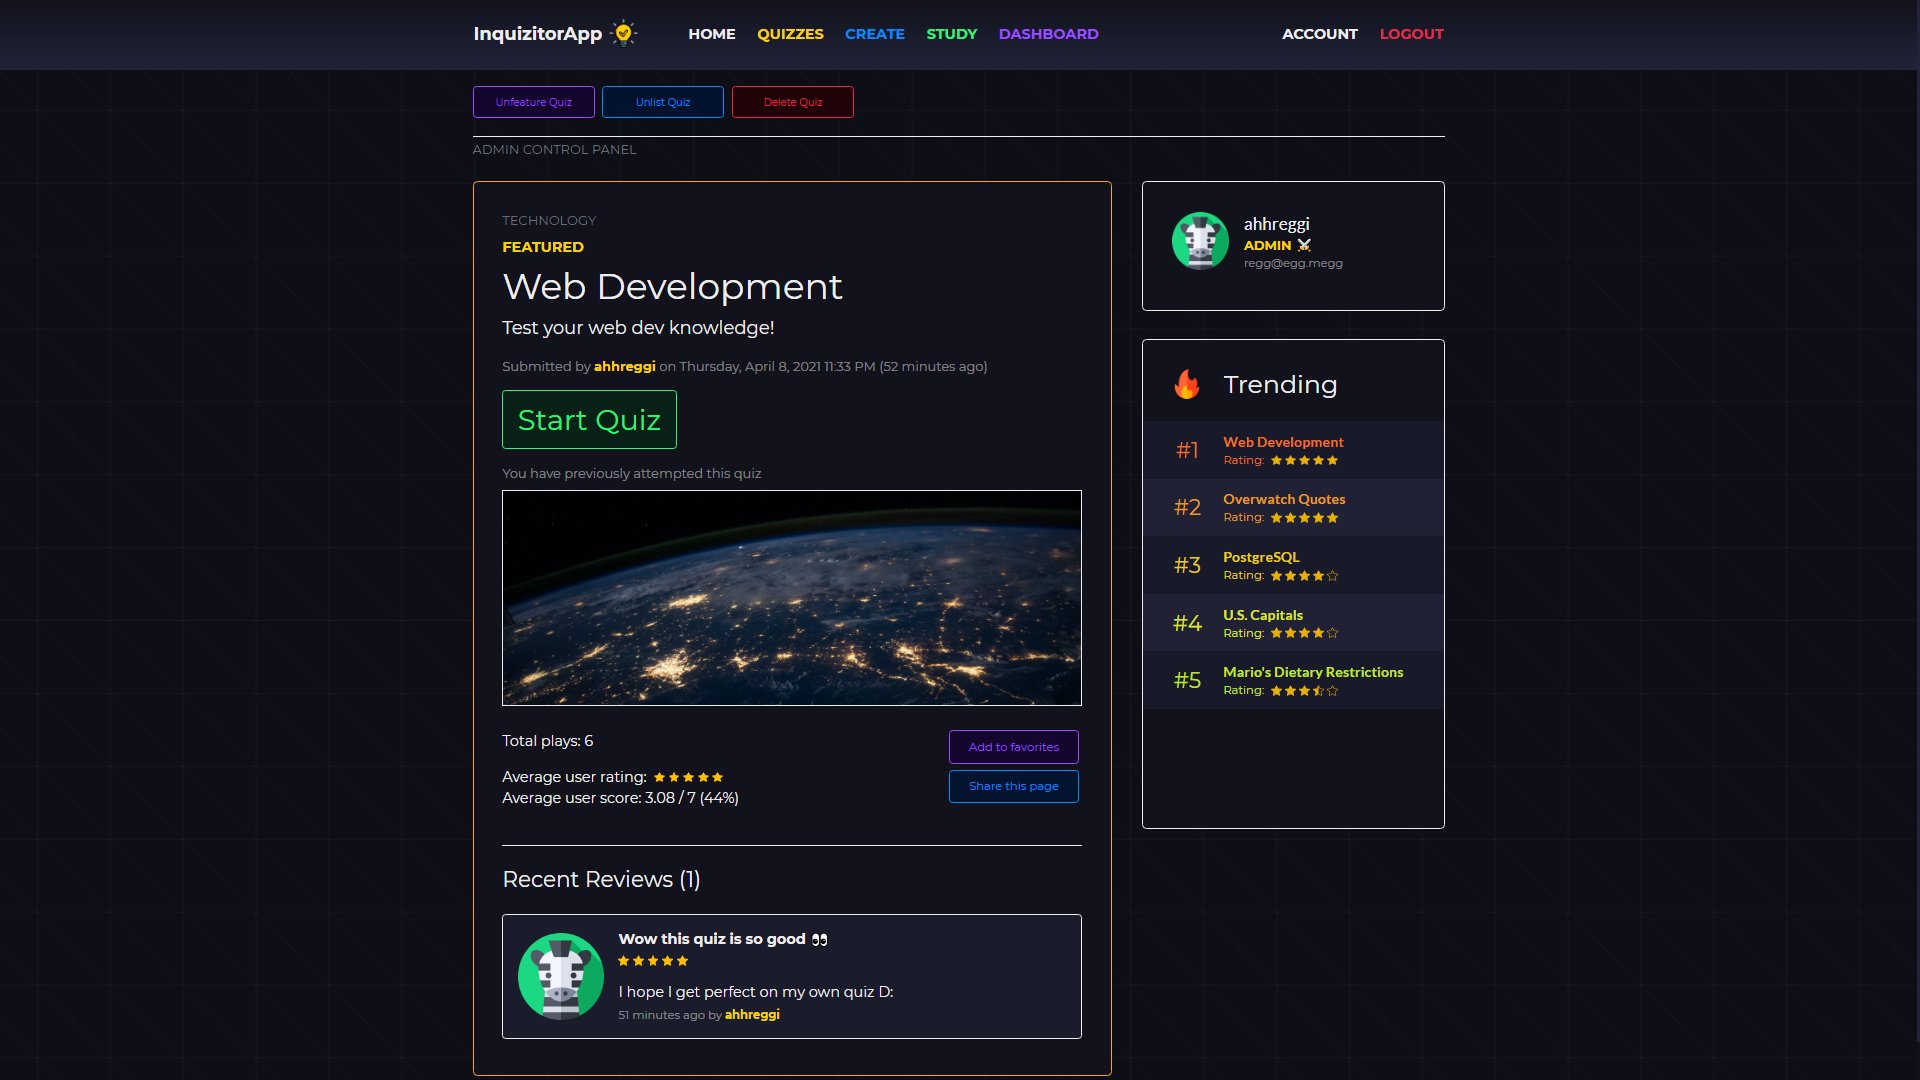 InquizitorApp
HOME QUIZZES CREATE STUDY DASHBOARD
ACCOUNT LOGOUT
Unfeature Quiz
Unlist Quiz
Delete Quiz
ADMIN CONTROL PANEL
TECHNOLOGY
FEATURED
Web Development
Test your web dev knowledge!
Submitted by ahhreggi on Thursday, April 8, 2021 11:33 PM (52 minutes ago)
Start Quiz
You have previously attempted this quiz
Total plays: 6
Average user rating:
Average user score: 3.08 / 7 (44%)
Add to favorites
Share this page
Recent Reviews (1)
Wow this quiz is so good 👀
I hope I get perfect on my own quiz D:
51 minutes ago by ahhreggi
ahhreggi
ADMIN ⚔️
regg@egg.megg
🔥 Trending
#1 Web Development
Rating: ★★★★★
#2 Overwatch Quotes
Rating: ★★★★★
#3 PostgreSQL
Rating: ★★★★☆
#4 U.S. Capitals
Rating: ★★★★☆
#5 Mario's Dietary Restrictions
Rating: